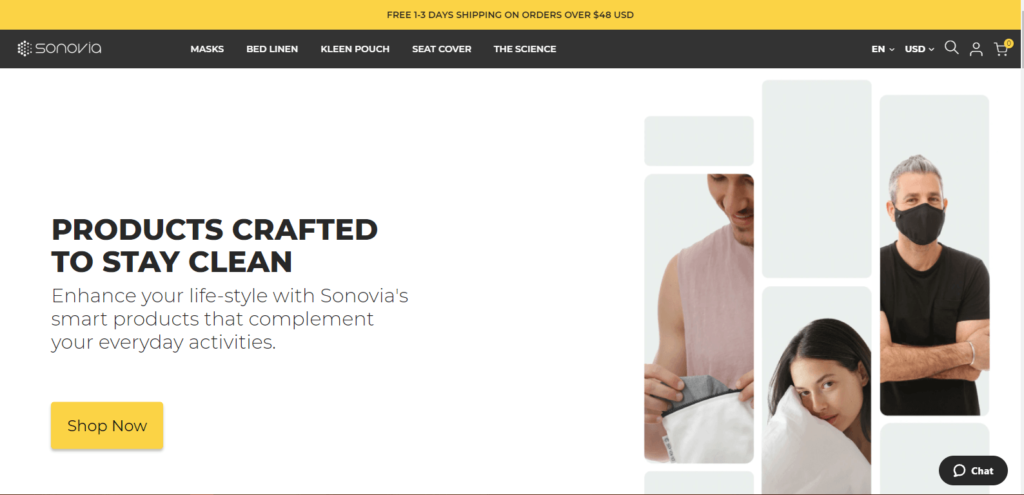 FREE 1-3 DAYS SHIPPING ON ORDERS OVER $48 USD
sonovia MASKS BED LINEN KLEEN POUCH SEAT COVER THE SCIENCE EN USD 0
PRODUCTS CRAFTED
TO STAY CLEAN
Enhance your life-style with Sonovia's
smart products that complement
your everyday activities.
Shop Now
Chat